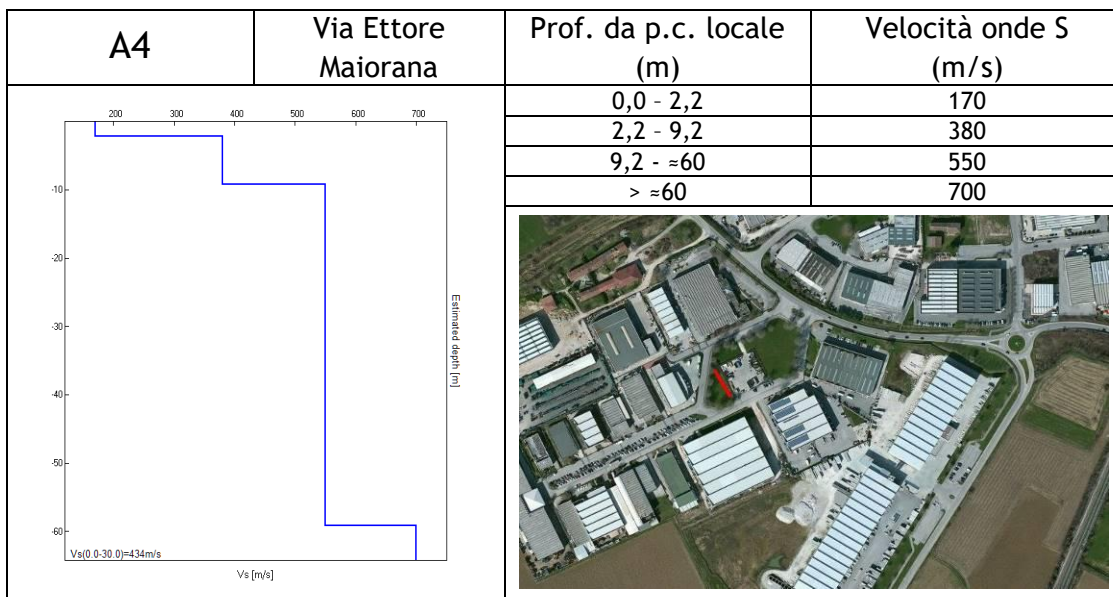 A4
Via Ettore
Maiorana
Prof. da p.c. locale
(m)
Velocità onde S
(m/s)
0,0 – 2,2
170
2,2 – 9,2
380
9,2 - ≈60
550
> ≈60
700
200 300 400 500 600 700
-10
-20
-30
-40
-50
-60
Estimated depth [m]
Vs(0.0-30.0)=434m/s
Vs [m/s]